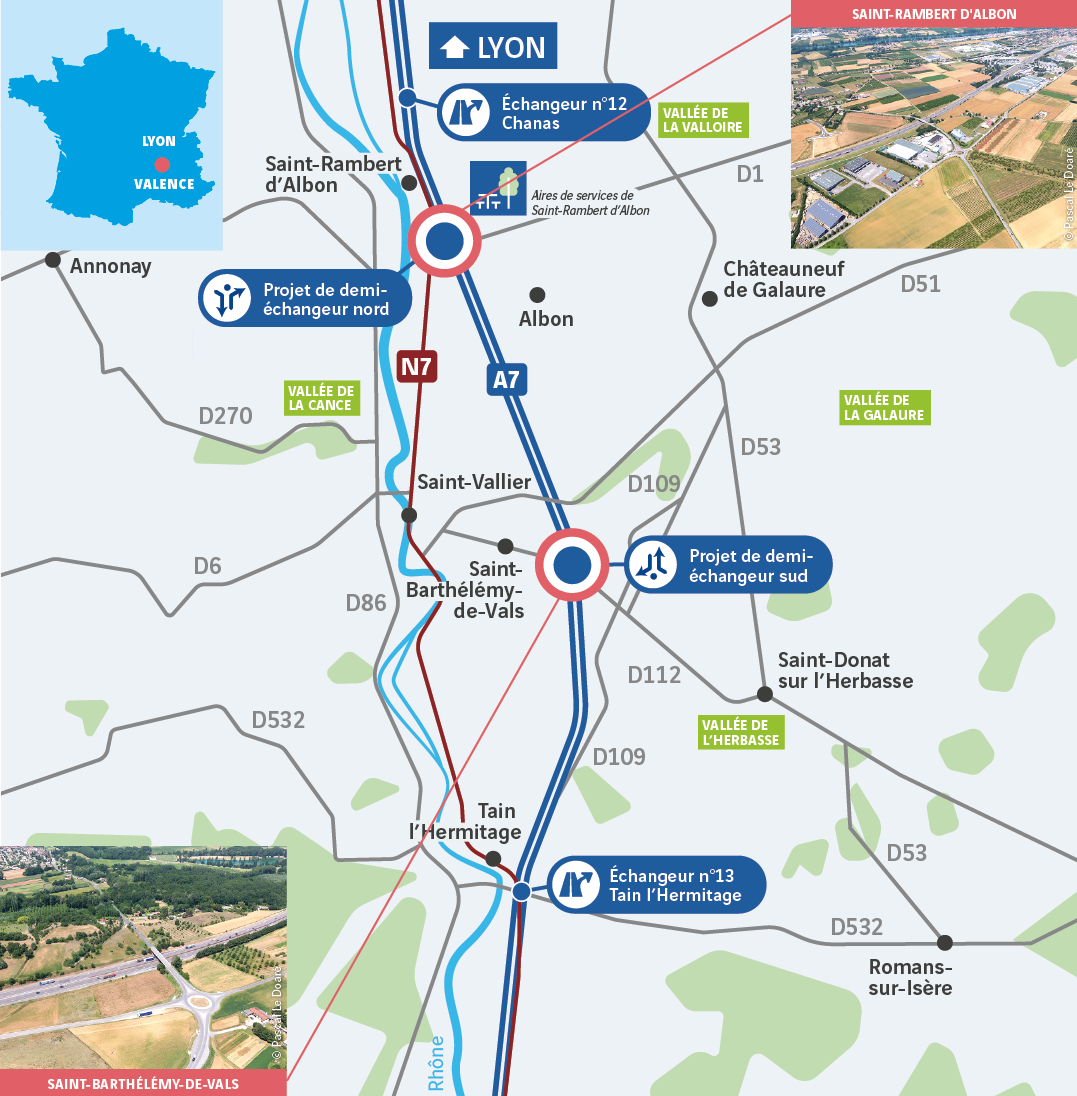 SAINT-RAMBERT D'ALBON
LYON
VALENCE
LYON
Échangeur n°12
Chanas
VALLÉE DE
LA VALLOIRE
© Pascal Le Doaré
Saint-Rambert
d'Albon
D1
Aires de services de
Saint-Rambert d'Albon
Annonay
Châteauneuf
de Galaure
D51
Projet de demi-
échangeur nord
Albon
N7
A7
VALLÉE DE
LA CANCE
VALLÉE DE
LA GALAURE
D270
D53
Saint-Vallier
D109
D6
Saint-
Barthélémy-
de-Vals
Projet de demi-
échangeur sud
D86
D112
Saint-Donat
sur l'Herbasse
D532
VALLÉE DE
L'HERBASSE
D109
Tain
l'Hermitage
D53
Échangeur n°13
Tain l'Hermitage
D532
Romans-
sur-Isère
© Pascal Le Doaré
Rhône
SAINT-BARTHÉLÉMY-DE-VALS